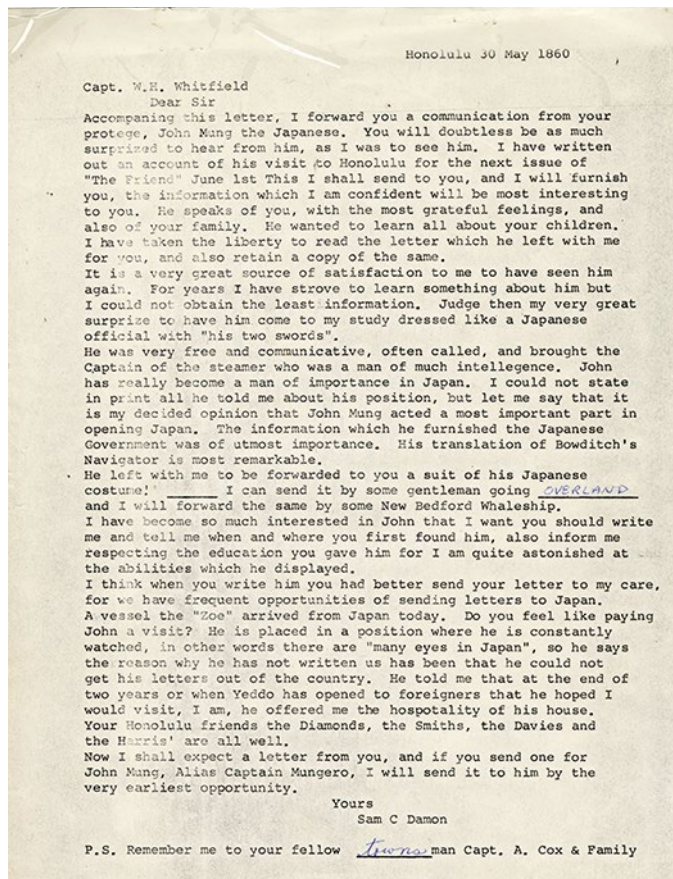 Honolulu 30 May 1860
Capt. W.H. Whitfield
Dear Sir
Accompaning this letter, I forward you a communication from your
protege, John Mung the Japanese. You will doubtless be as much
surprized to hear from him, as I was to see him. I have written
out an account of his visit to Honolulu for the next issue of
"The Friend" June 1st This I shall send to you, and I will furnish
you, the information which I am confident will be most interesting
to you. He speaks of you, with the most grateful feelings, and
also of your family. He wanted to learn all about your children.
I have taken the liberty to read the letter which he left with me
for you, and also retain a copy of the same.
It is a very great source of satisfaction to me to have seen him
again. For years I have strove to learn something about him but
I could not obtain the least information. Judge then my very great
surprize to have him come to my study dressed like a Japanese
official with "his two swords".
He was very free and communicative, often called, and brought the
Captain of the steamer who was a man of much intellegence. John
has really become a man of importance in Japan. I could not state
in print all he told me about his position, but let me say that it
is my decided opinion that John Mung acted a most important part in
opening Japan. The information which he furnished the Japanese
Government was of utmost importance. His translation of Bowditch's
Navigator is most remarkable.
He left with me to be forwarded to you a suit of his Japanese
costume!' ______ I can send it by some gentleman going OVERLAND
and I will forward the same by some New Bedford Whaleship.
I have become so much interested in John that I want you should write
me and tell me when and where you first found him, also inform me
respecting the education you gave him for I am quite astonished at
the abilities which he displayed.
I think when you write him you had better send your letter to my care,
for we have frequent opportunities of sending letters to Japan.
A vessel the "Zoe" arrived from Japan today. Do you feel like paying
John a visit? He is placed in a position where he is constantly
watched, in other words there are "many eyes in Japan", so he says
the reason why he has not written us has been that he could not
get his letters out of the country. He told me that at the end of
two years or when Yeddo has opened to foreigners that he hoped I
would visit, I am, he offered me the hospotality of his house.
Your Honolulu friends the Diamonds, the Smiths, the Davies and
the Harris' are all well.
Now I shall expect a letter from you, and if you send one for
John Mung, Alias Captain Mungero, I will send it to him by the
very earliest opportunity.
Yours
Sam C Damon
P.S. Remember me to your fellow towns man Capt. A. Cox & Family